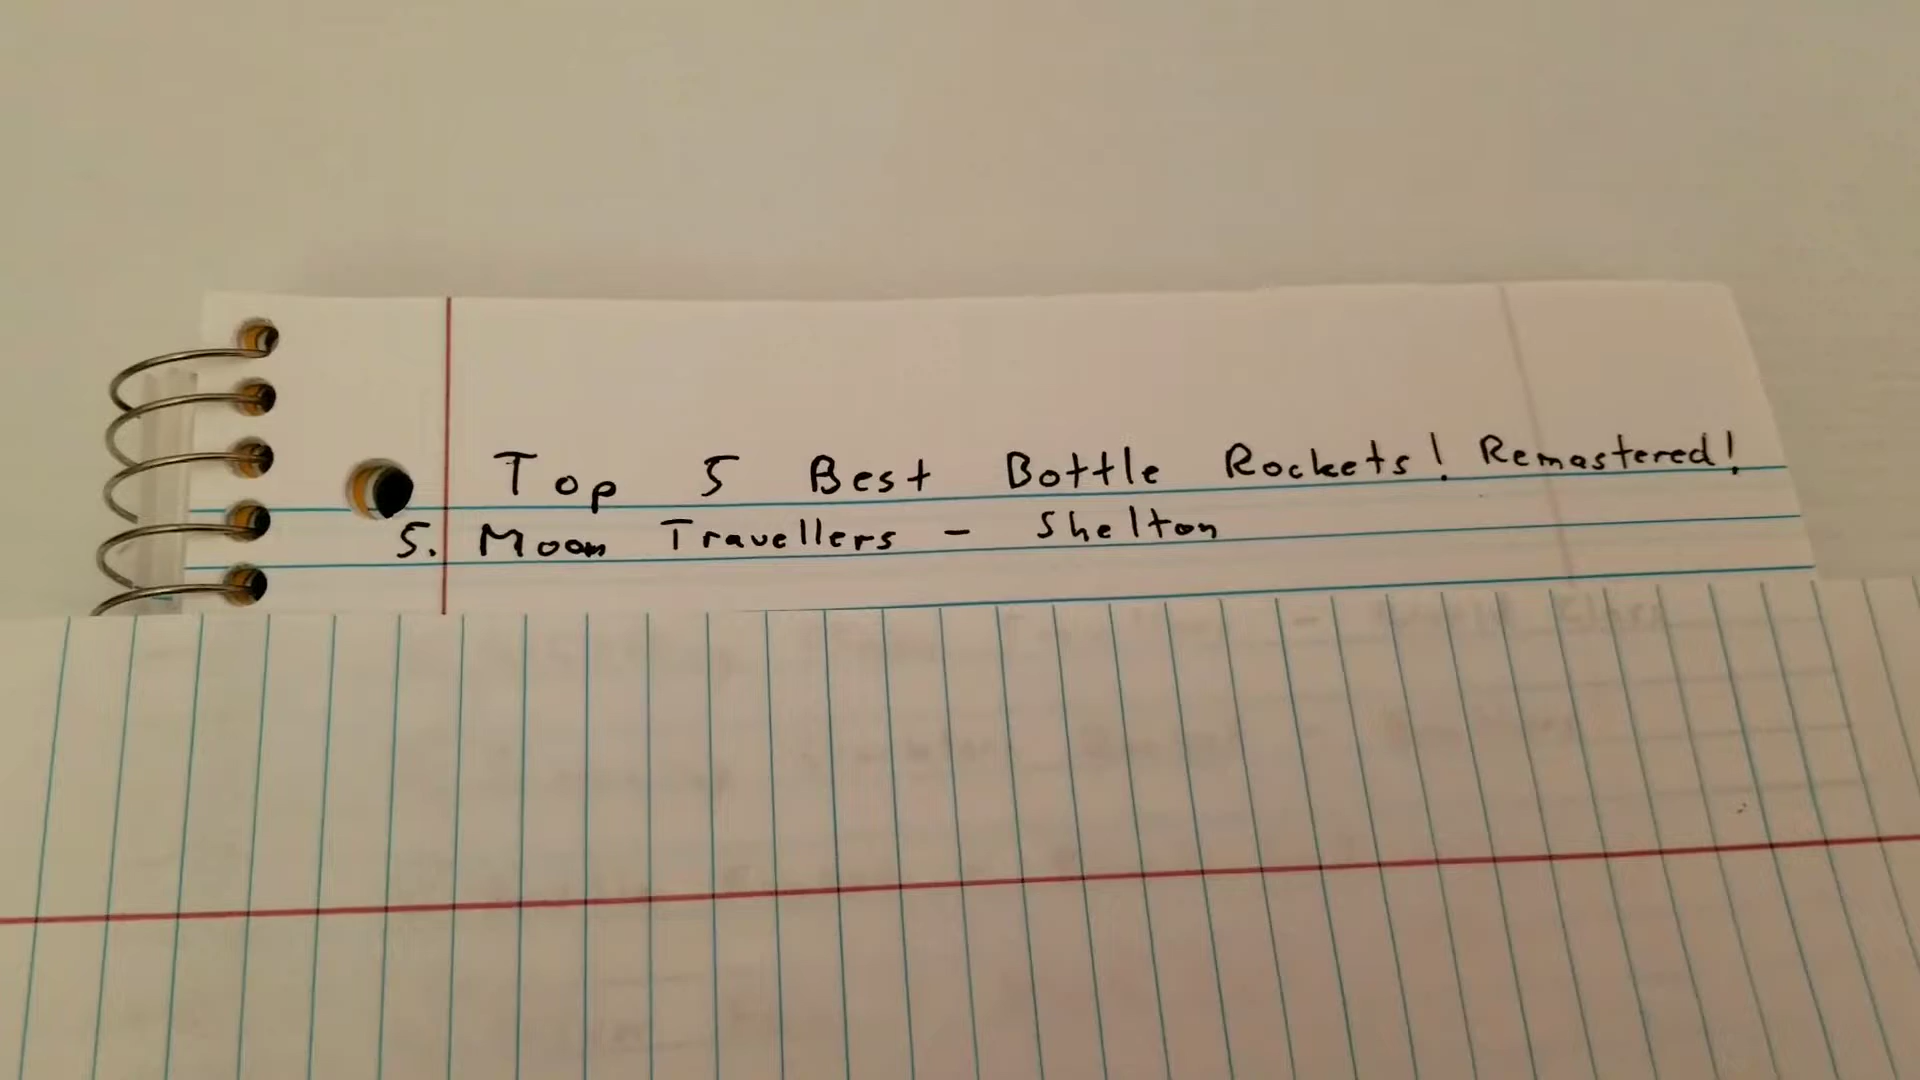 Top 5 Best Bottle Rockets! Remastered!
5. Moon Travellers - Shelton